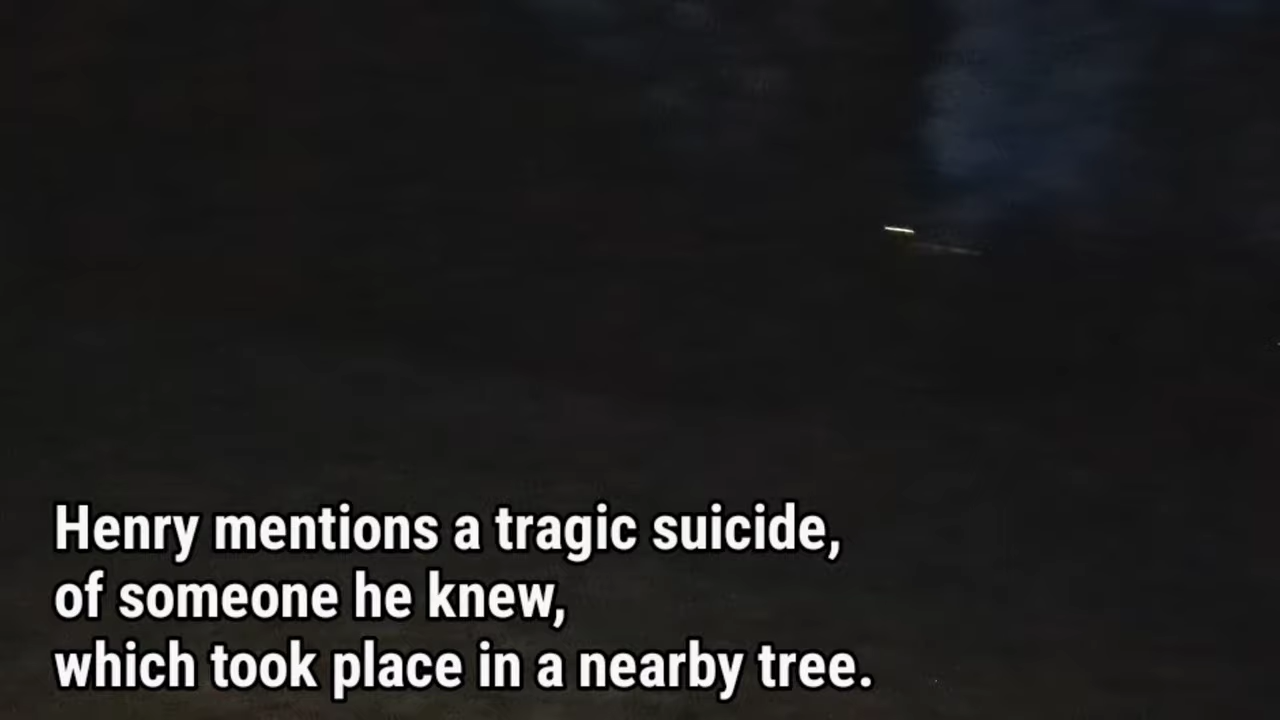 Henry mentions a tragic suicide,
of someone he knew,
which took place in a nearby tree.